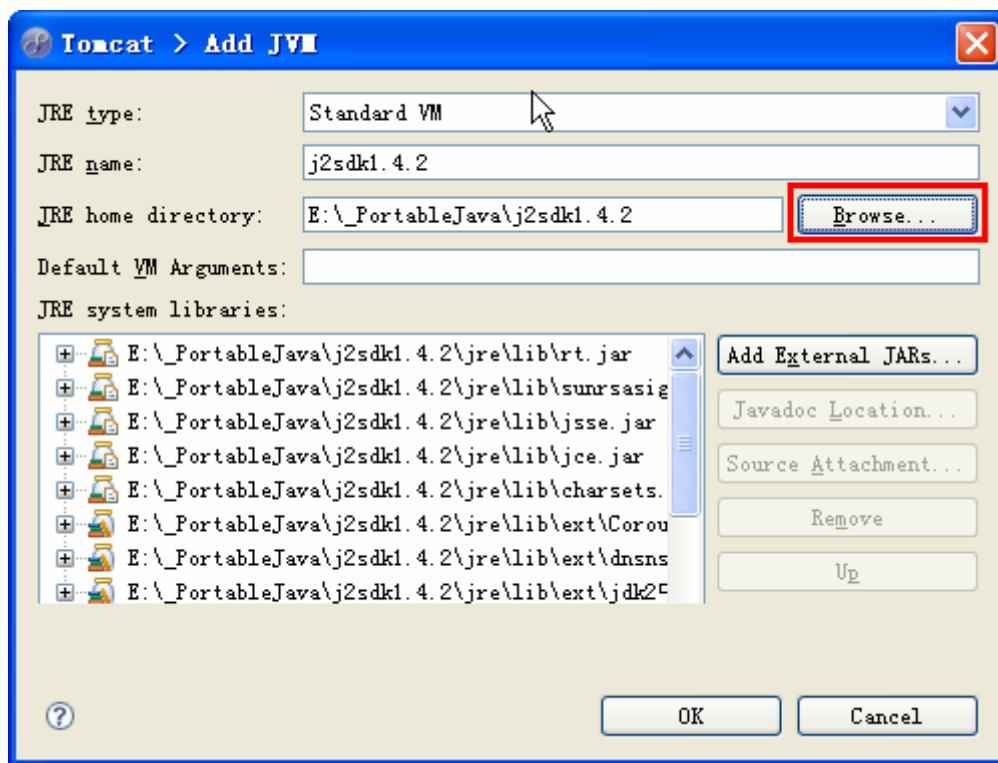 Tomcat > Add JVM
JRE type: Standard VM
JRE name: j2sdk1.4.2
JRE home directory: E:\_PortableJava\j2sdk1.4.2 Browse...
Default VM Arguments:
JRE system libraries:
E:\_PortableJava\j2sdk1.4.2\jre\lib\rt.jar
Add External JARs...
E:\_PortableJava\j2sdk1.4.2\jre\lib\sunrsasig
E:\_PortableJava\j2sdk1.4.2\jre\lib\jsse.jar
Javadoc Location...
E:\_PortableJava\j2sdk1.4.2\jre\lib\jce.jar
Source Attachment...
E:\_PortableJava\j2sdk1.4.2\jre\lib\charsets.
E:\_PortableJava\j2sdk1.4.2\jre\lib\ext\Corou
Remove
E:\_PortableJava\j2sdk1.4.2\jre\lib\ext\dnsns
Up
E:\_PortableJava\j2sdk1.4.2\jre\lib\ext\jdk2
OK Cancel